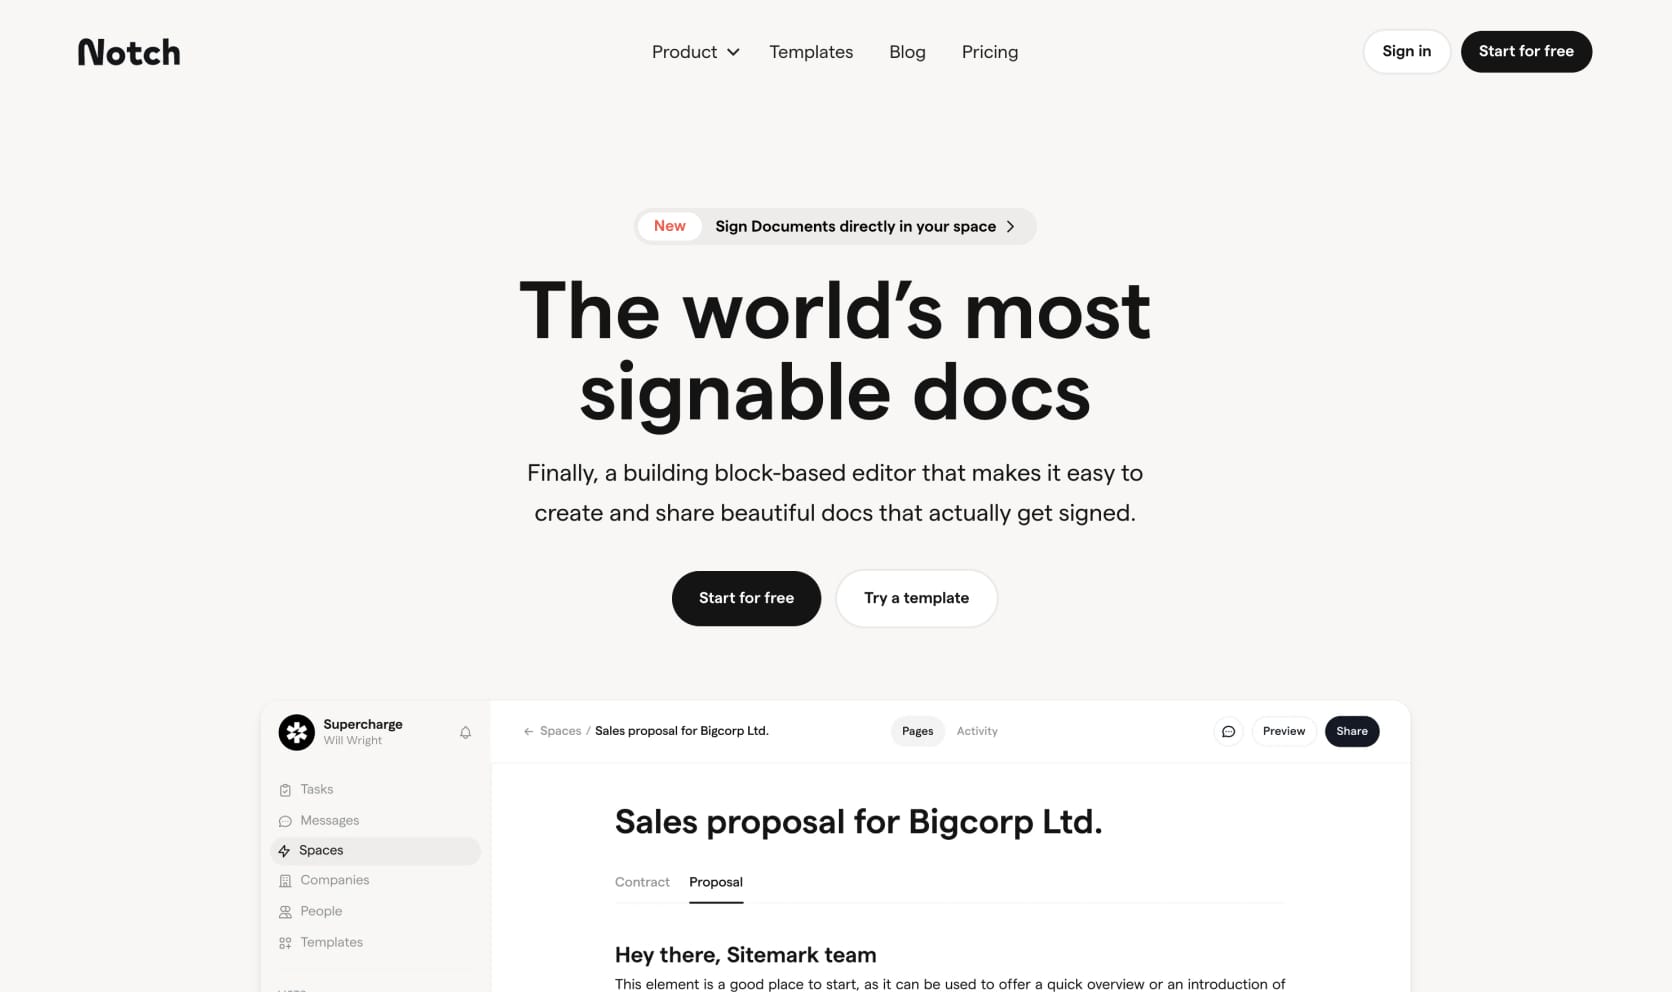 Notch
Product
Templates
Blog
Pricing
Sign in
Start for free
New
Sign Documents directly in your space
The world’s most
signable docs
Finally, a building block-based editor that makes it easy to
create and share beautiful docs that actually get signed.
Start for free
Try a template
Supercharge
Will Wright
Tasks
Messages
Spaces
Companies
People
Templates
← Spaces / Sales proposal for Bigcorp Ltd.
Pages
Activity
Preview
Share
Sales proposal for Bigcorp Ltd.
Contract
Proposal
Hey there, Sitemark team
This element is a good place to start, as it can be used to offer a quick overview or an introduction of